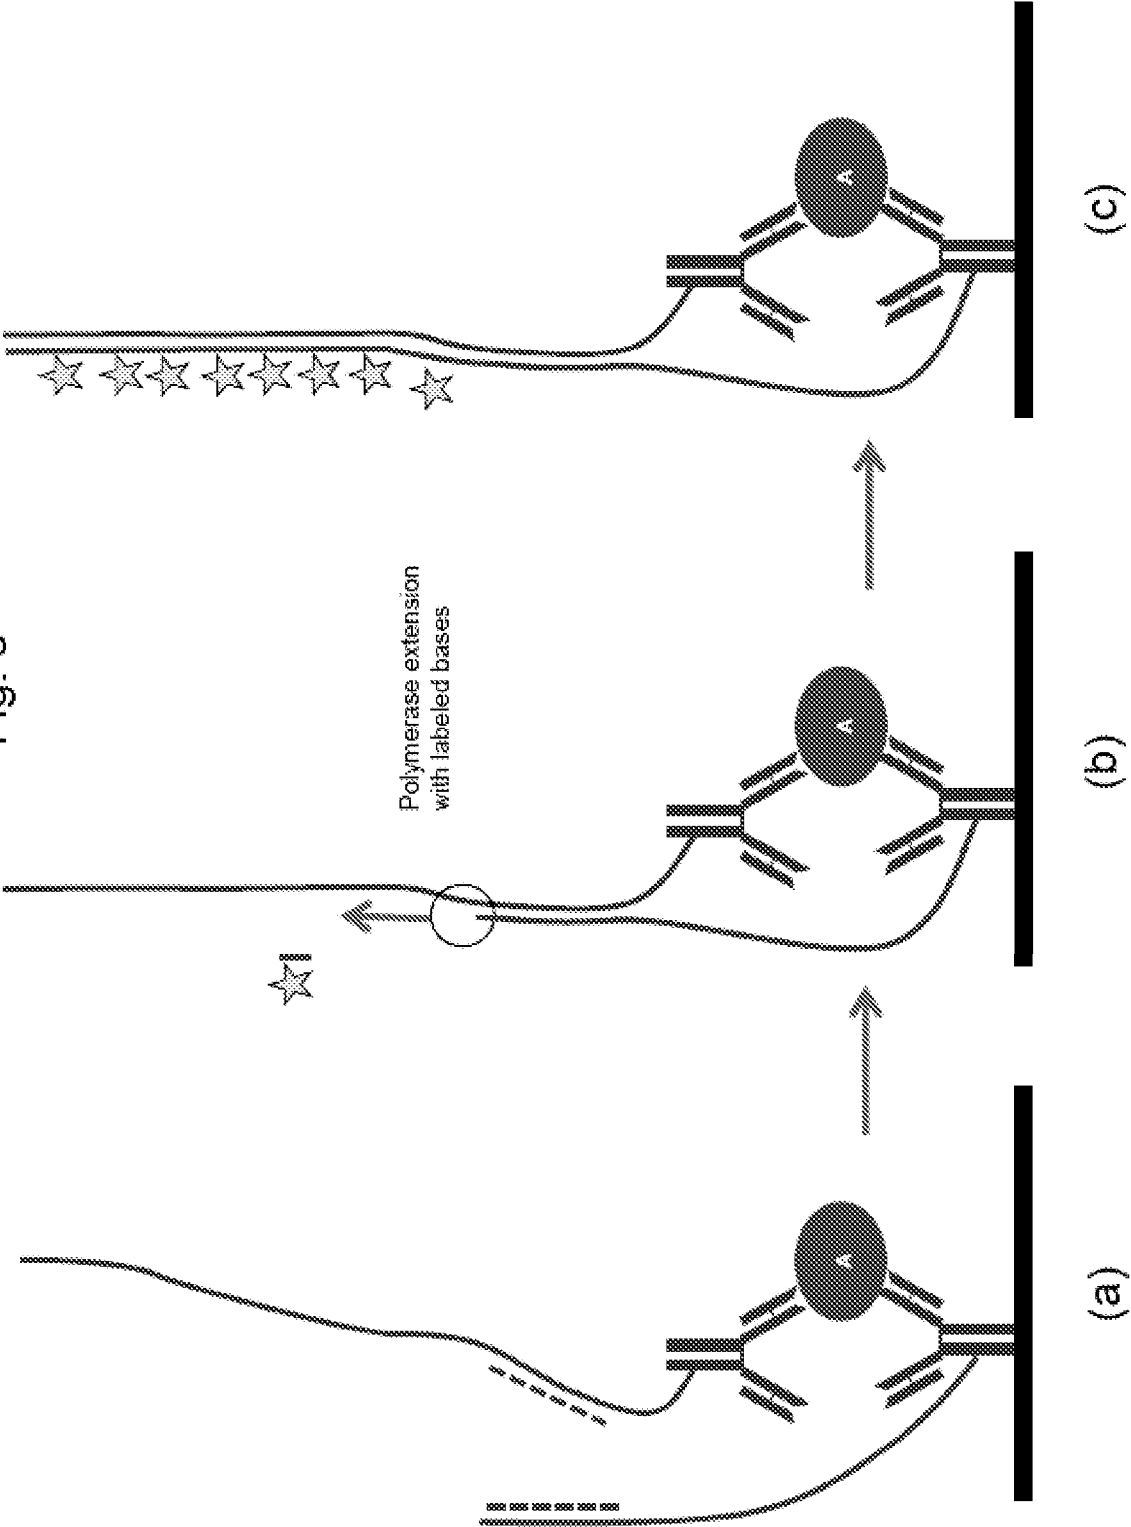 Polymerase extension
with labeled bases
A
A
A
(a)
(b)
(c)